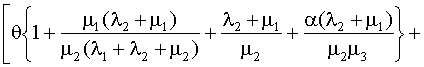 [θ{1 + μ₁(λ₂ + μ₁)/μ₂(λ₁ + λ₂ + μ₂) + λ₂ + μ₁/μ₂ + α(λ₂ + μ₁)/μ₂μ₃} +